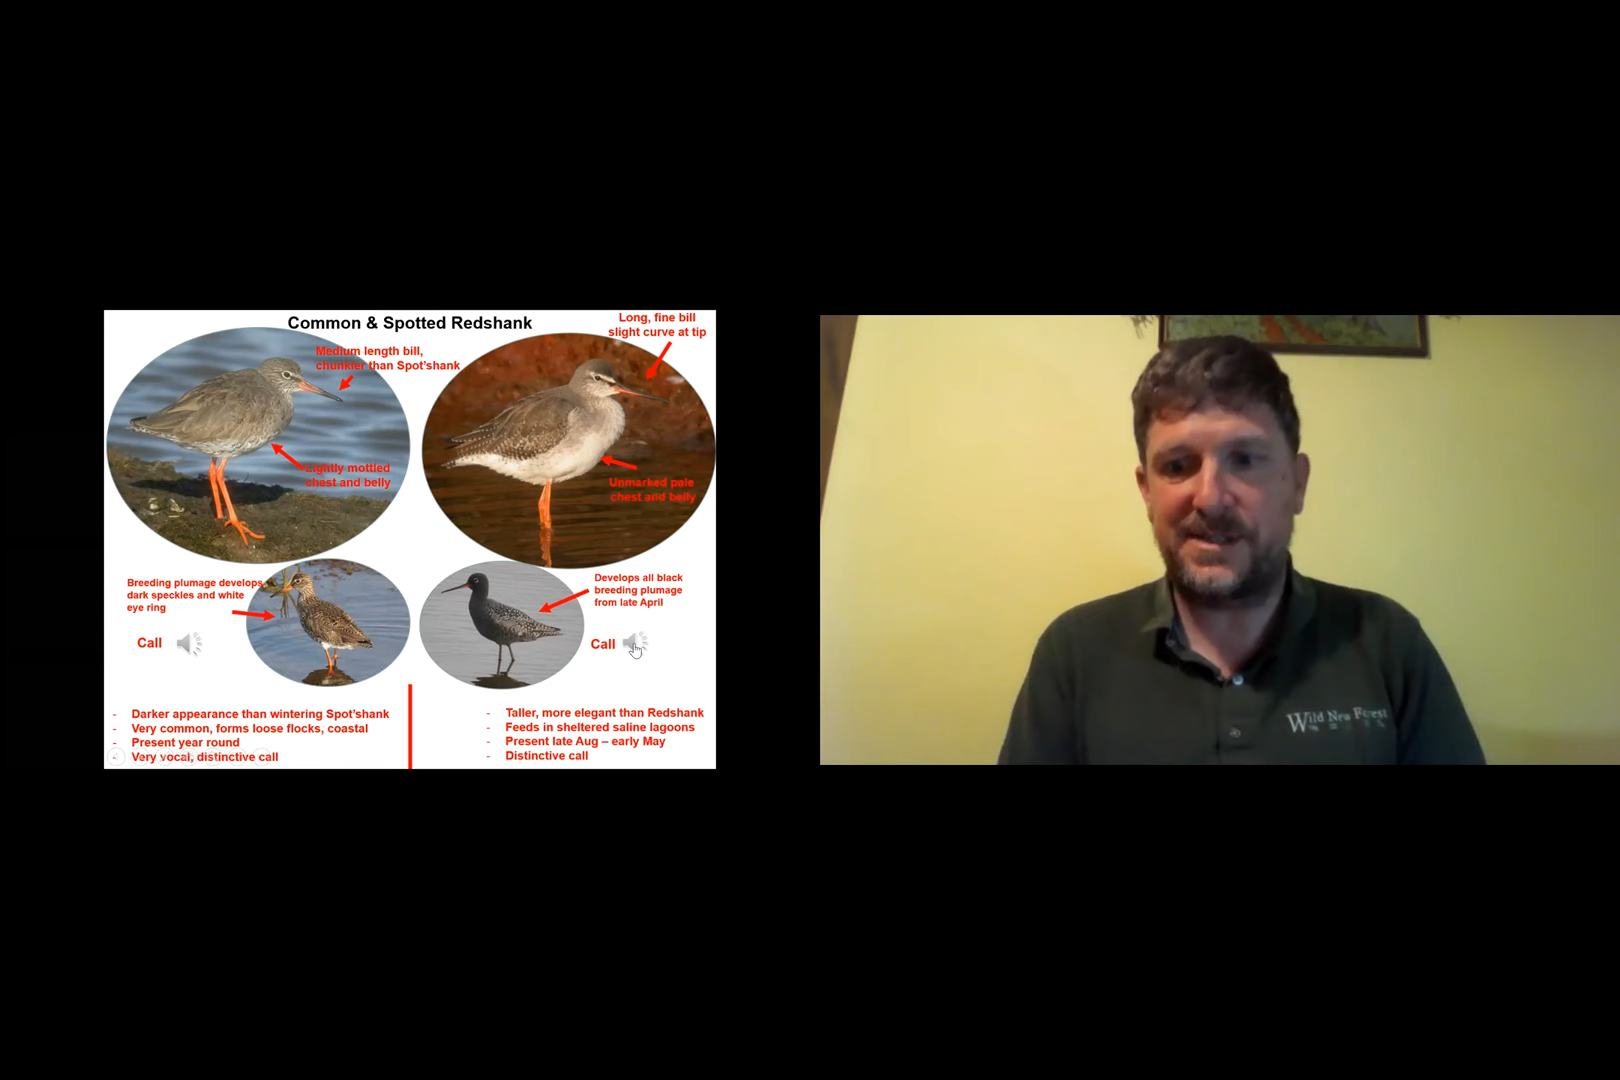 Common & Spotted Redshank
Medium length bill,
chunkier than Spot'shank
Long, fine bill
slight curve at tip
Lightly mottled
chest and belly
Unmarked pale
chest and belly
Breeding plumage develops
dark speckles and white
eye ring
Develops all black
breeding plumage
from late April
Call
Call
- Darker appearance than wintering Spot'shank
- Very common, forms loose flocks, coastal
- Present year round
- Very vocal, distinctive call
- Taller, more elegant than Redshank
- Feeds in sheltered saline lagoons
- Present late Aug – early May
- Distinctive call
Wild New Forest